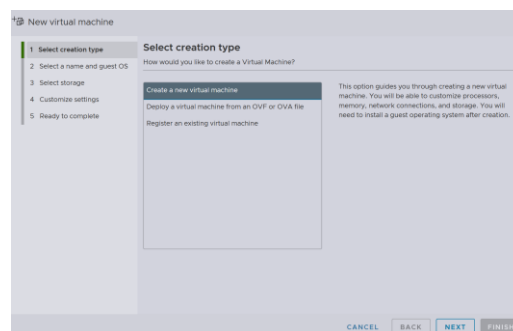 New virtual machine
1 Select creation type
2 Select a name and guest OS
3 Select storage
4 Customize settings
5 Ready to complete
Select creation type
How would you like to create a Virtual Machine?
Create a new virtual machine
Deploy a virtual machine from an OVF or OVA file
Register an existing virtual machine
This option guides you through creating a new virtual
machine. You will be able to customize processors,
memory, network connections, and storage. You will
need to install a guest operating system after creation.
CANCEL BACK NEXT FINISH